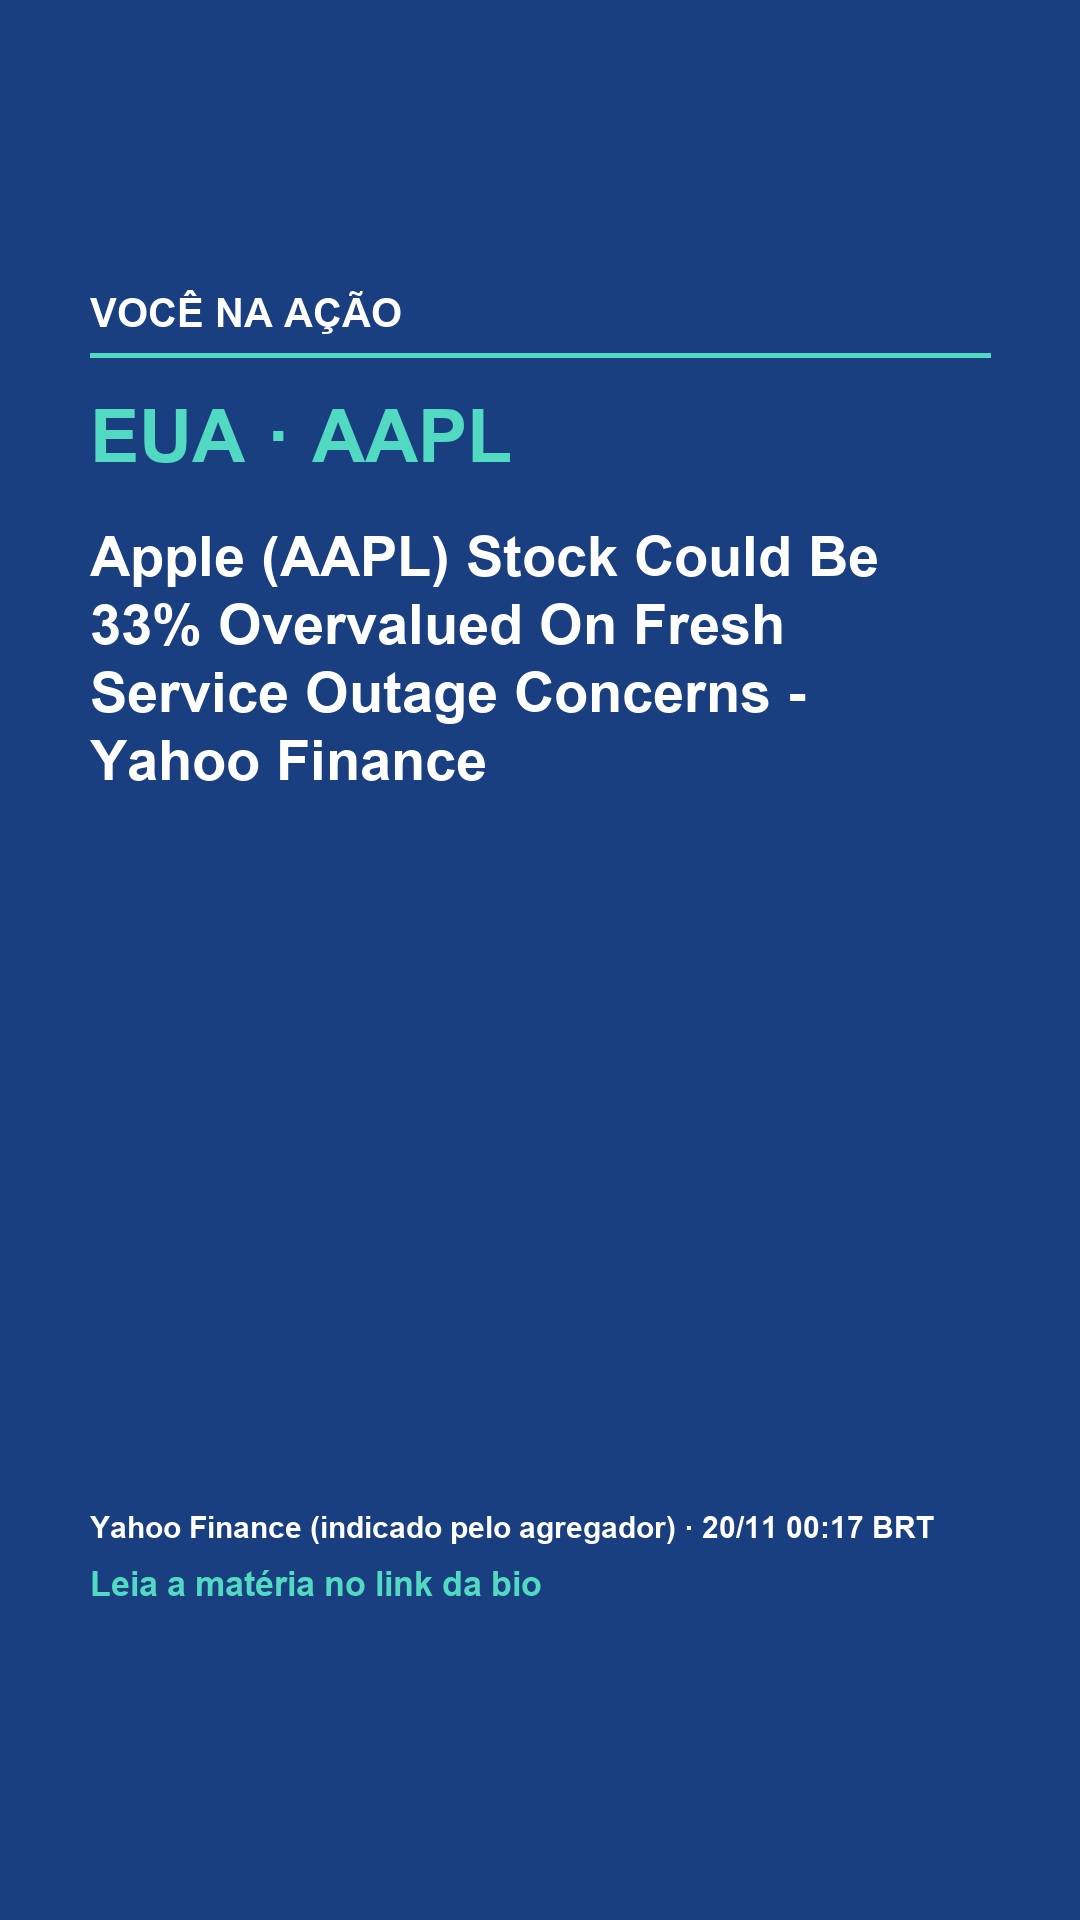 VOCÊ NA AÇÃO
EUA · AAPL
Apple (AAPL) Stock Could Be
33% Overvalued On Fresh
Service Outage Concerns -
Yahoo Finance
Yahoo Finance (indicado pelo agregador) · 20/11 00:17 BRT
Leia a matéria no link da bio